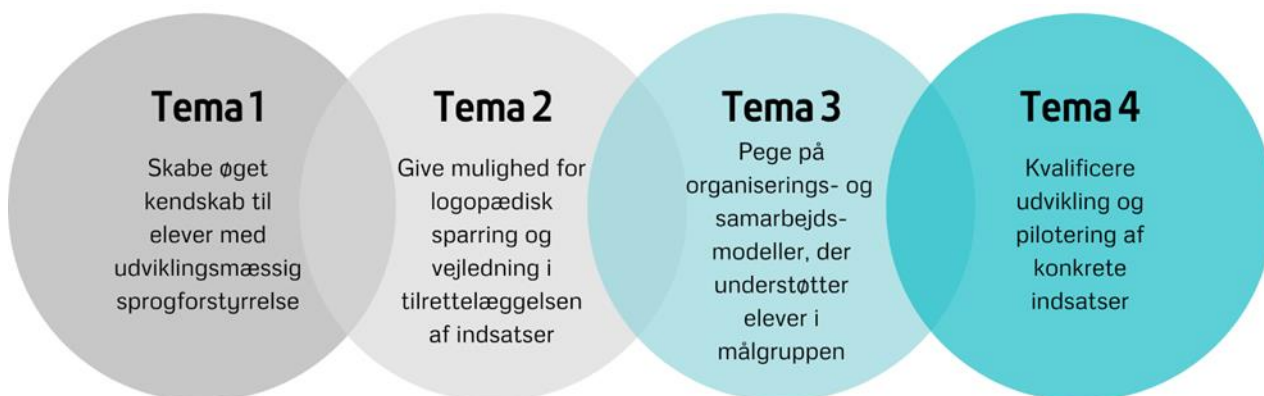 Tema 1
Skabe øget
kendskab til
elever med
udviklingsmæssig
sprogforstyrrelse
Tema 2
Give mulighed for
logopædisk
sparring og
vejledning i
tilrettelæggelsen
af indsatser
Tema 3
Pege på
organiserings- og
samarbejds-
modeller, der
understøtter
elever i
målgruppen
Tema 4
Kvalificere
udvikling og
pilotering af
konkrete
indsatser